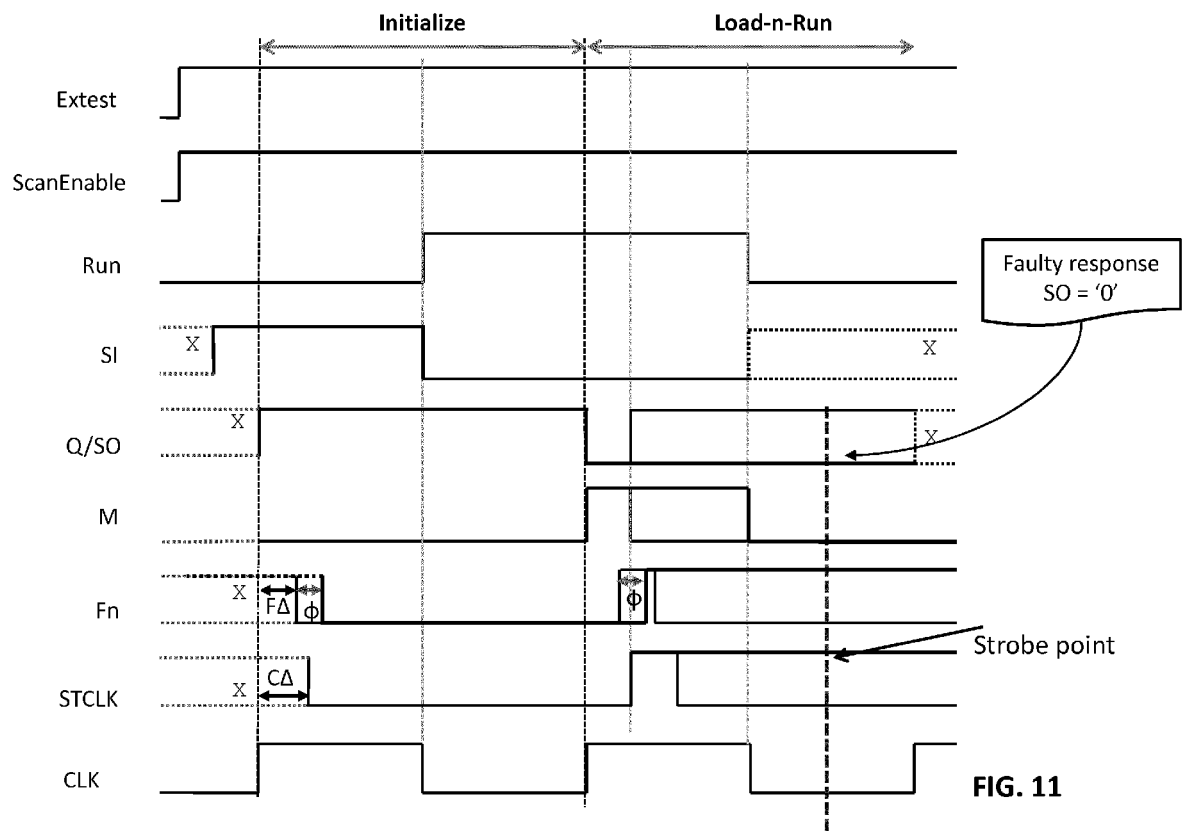 Initialize
Load-n-Run
Extest
ScanEnable
Run
Faulty response
SO = ‘0’
SI
X
X
Q/SO
X
X
M
Fn
X
FΔ
ϕ
ϕ
Strobe point
STCLK
X
CΔ
CLK
FIG. 11